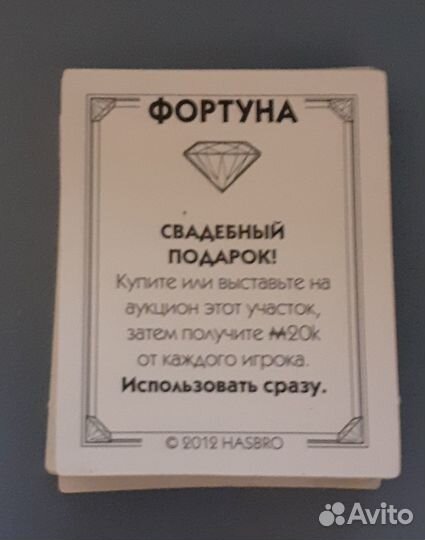 ФОРТУНА
СВАДЕБНЫЙ
ПОДАРОК!
Купите или выставьте на
аукцион этот участок,
затем получите ₩20k
от каждого игрока.
Использовать сразу.
© 2012 HASBRO
Avito